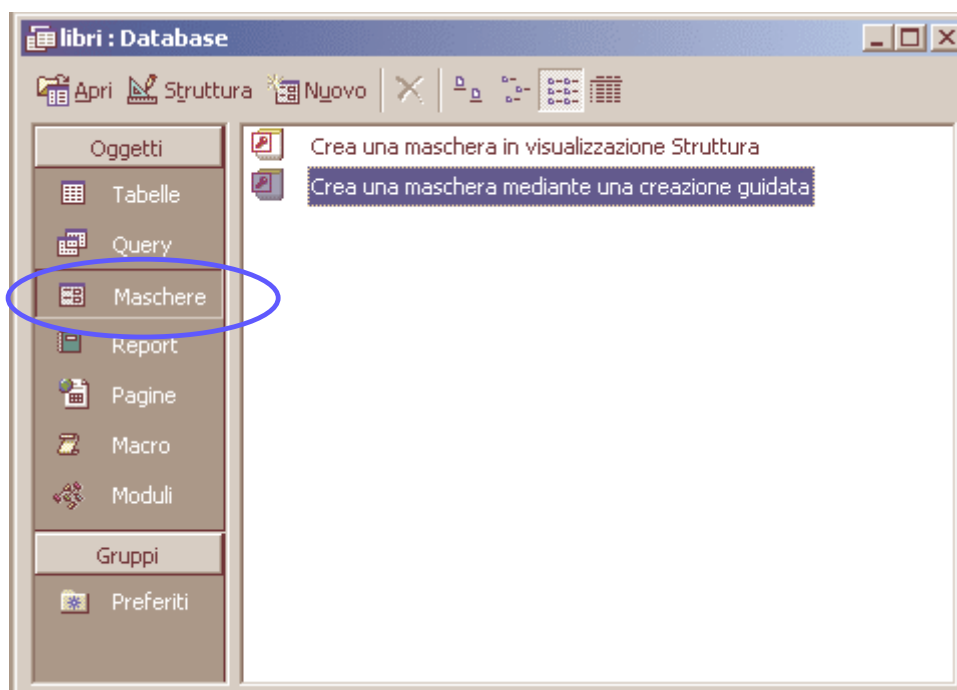 libri : Database
Apri Struttura Nuovo
Oggetti
Tabelle
Query
Maschere
Report
Pagine
Macro
Moduli
Gruppi
Preferiti
Crea una maschera in visualizzazione Struttura
Crea una maschera mediante una creazione guidata